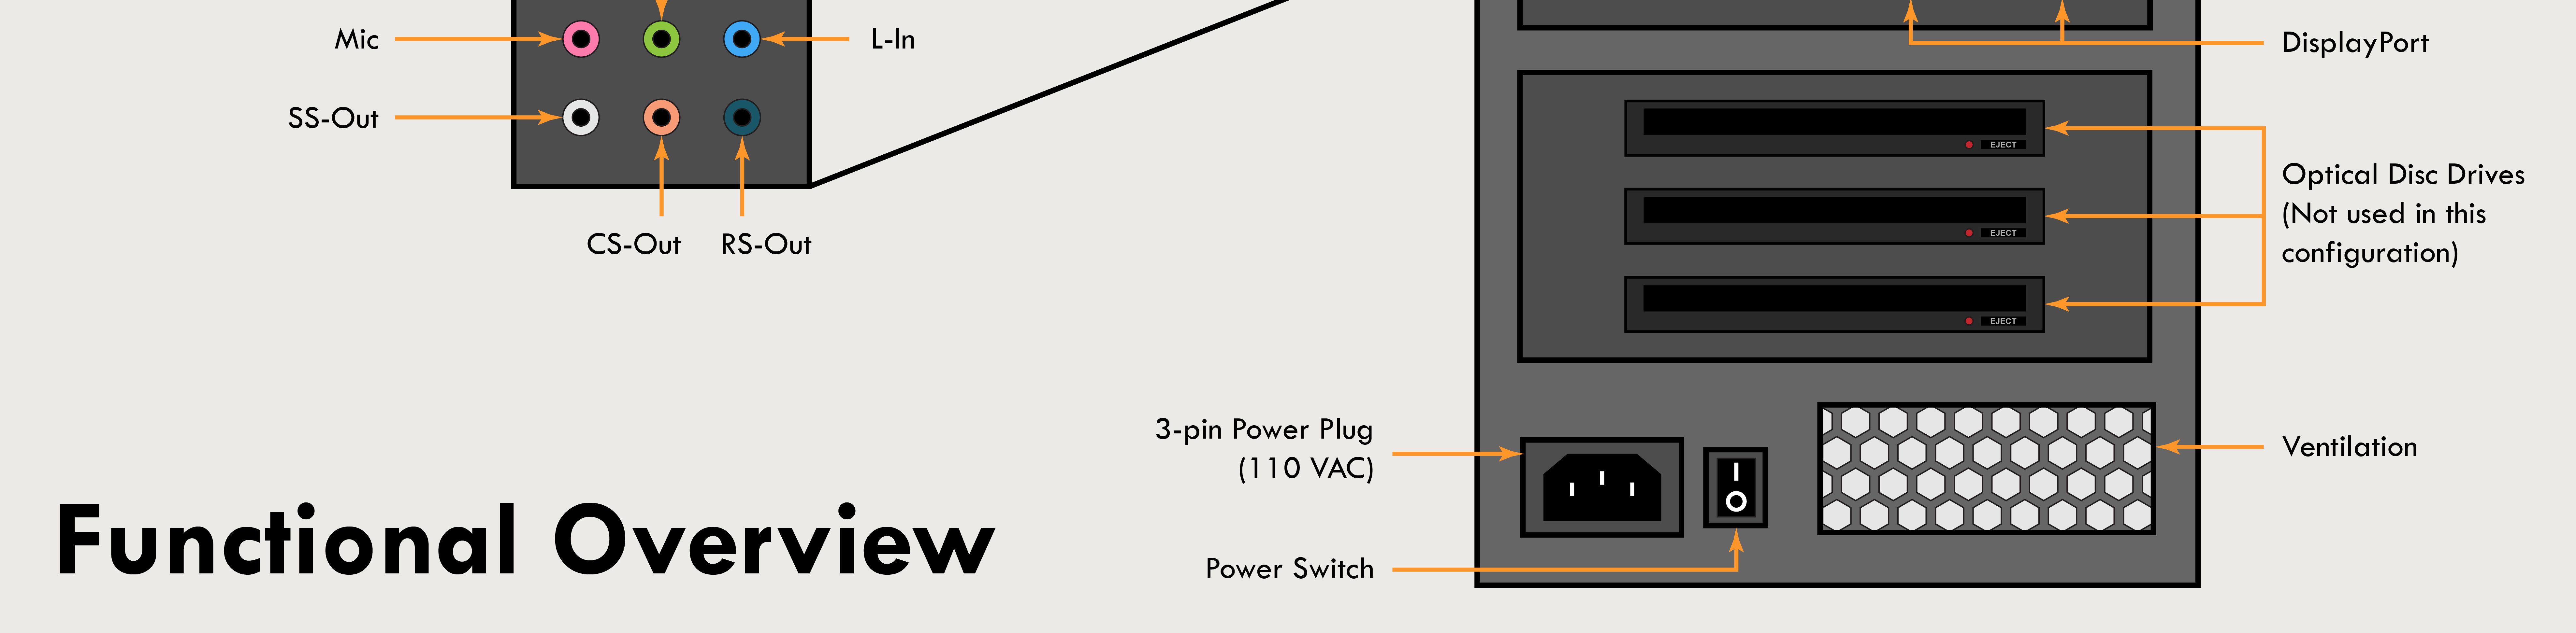 Mic
L-In
SS-Out
CS-Out
RS-Out
DisplayPort
EJECT
EJECT
EJECT
Optical Disc Drives
(Not used in this
configuration)
3-pin Power Plug
(110 VAC)
Ventilation
Power Switch
Functional Overview